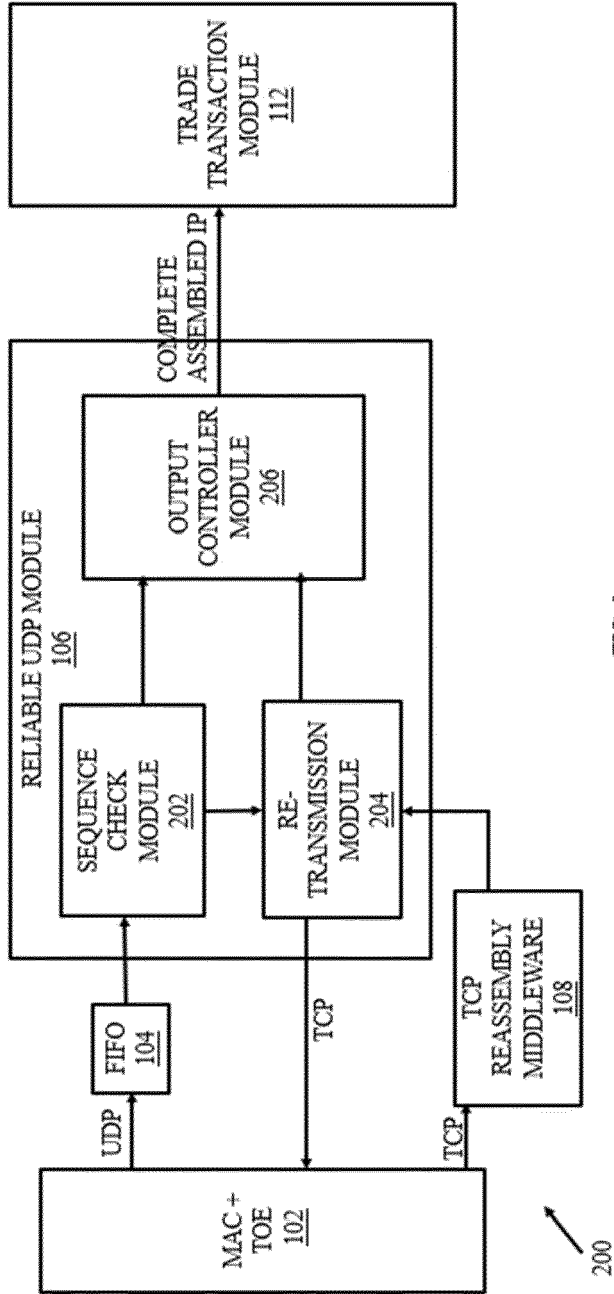 MAC +
TOE
102
UDP
FIFO
104
RELIABLE UDP MODULE
106
SEQUENCE
CHECK
MODULE
202
RE-
TRANSMISSION
MODULE
204
OUTPUT
CONTROLLER
MODULE
206
COMPLETE
ASSEMBLED IP
TRADE
TRANSACTION
MODULE
112
TCP
TCP
TCP
REASSEMBLY
MIDDLEWARE
108
200